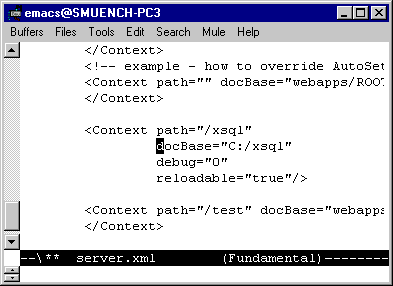 emacs@SMUENCH-PC3
Buffers Files Tools Edit Search Mule Help
</Context>
<!-- example - how to override AutoSet
<Context path="" docBase="webapps/ROOT
</Context>
<Context path="/xsql"
docBase="C:/xsql"
debug="0"
reloadable="true"/>
<Context path="/test" docBase="webapps
</Context>
--\** server.xml (Fundamental)--------